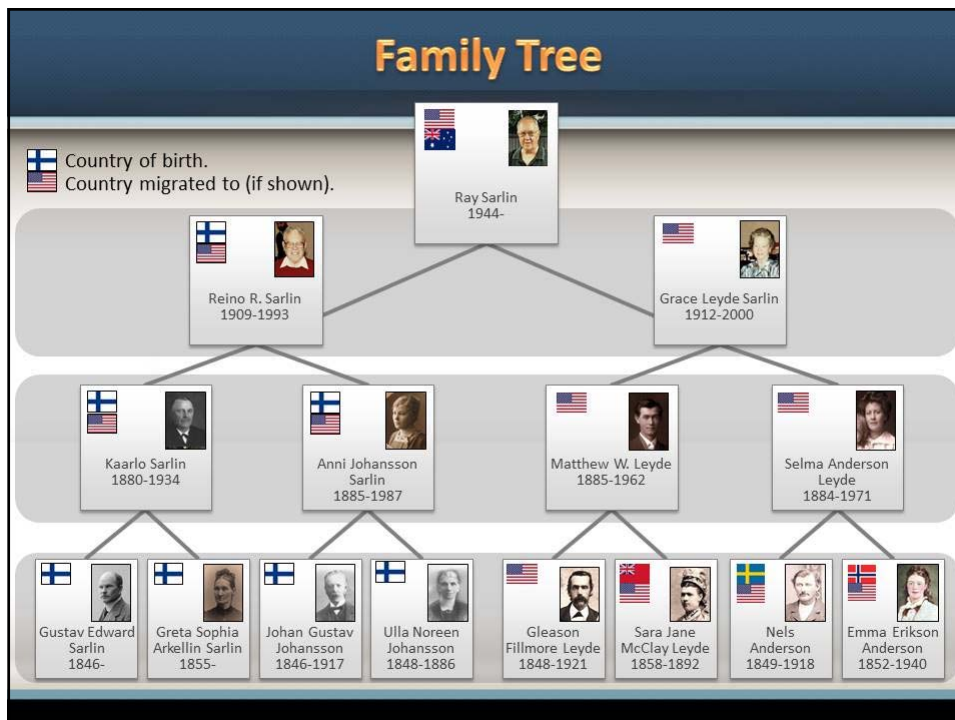 Family Tree
Country of birth.
Country migrated to (if shown).
Ray Sarlin
1944-
Reino R. Sarlin
1909-1993
Grace Leyde Sarlin
1912-2000
Kaarlo Sarlin
1880-1934
Anni Johansson
Sarlin
1885-1987
Matthew W. Leyde
1885-1962
Selma Anderson
Leyde
1884-1971
Gustav Edward
Sarlin
1846-
Greta Sophia
Arkellin Sarlin
1855-
Johan Gustav
Johansson
1846-1917
Ulla Noreen
Johansson
1848-1886
Gleason
Fillmore Leyde
1848-1921
Sara Jane
McClay Leyde
1858-1892
Nels
Anderson
1849-1918
Emma Erikson
Anderson
1852-1940